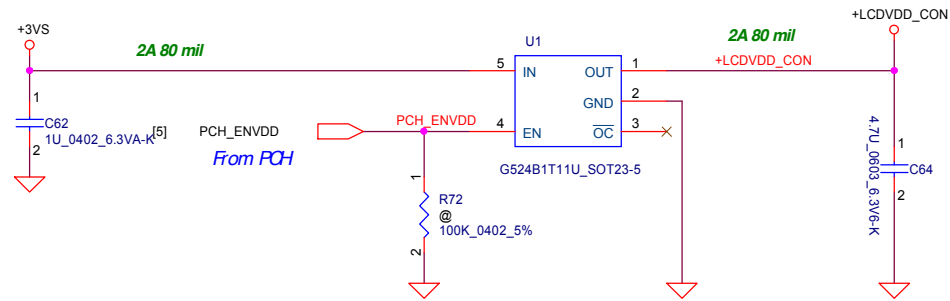 +3VS
2A 80 mil
U1
2A 80 mil
+LCDVDD_CON
5
IN
OUT
1
+LCDVDD_CON
GND
2
1
C62
1U_0402_6.3VA-K
2
[5]
PCH_ENVDD
PCH_ENVDD
4
EN
OC
3
From PCH
G524B1T11U_SOT23-5
1
R72
@
100K_0402_5%
2
4.7U_0603_6.3V6-K
1
C64
2